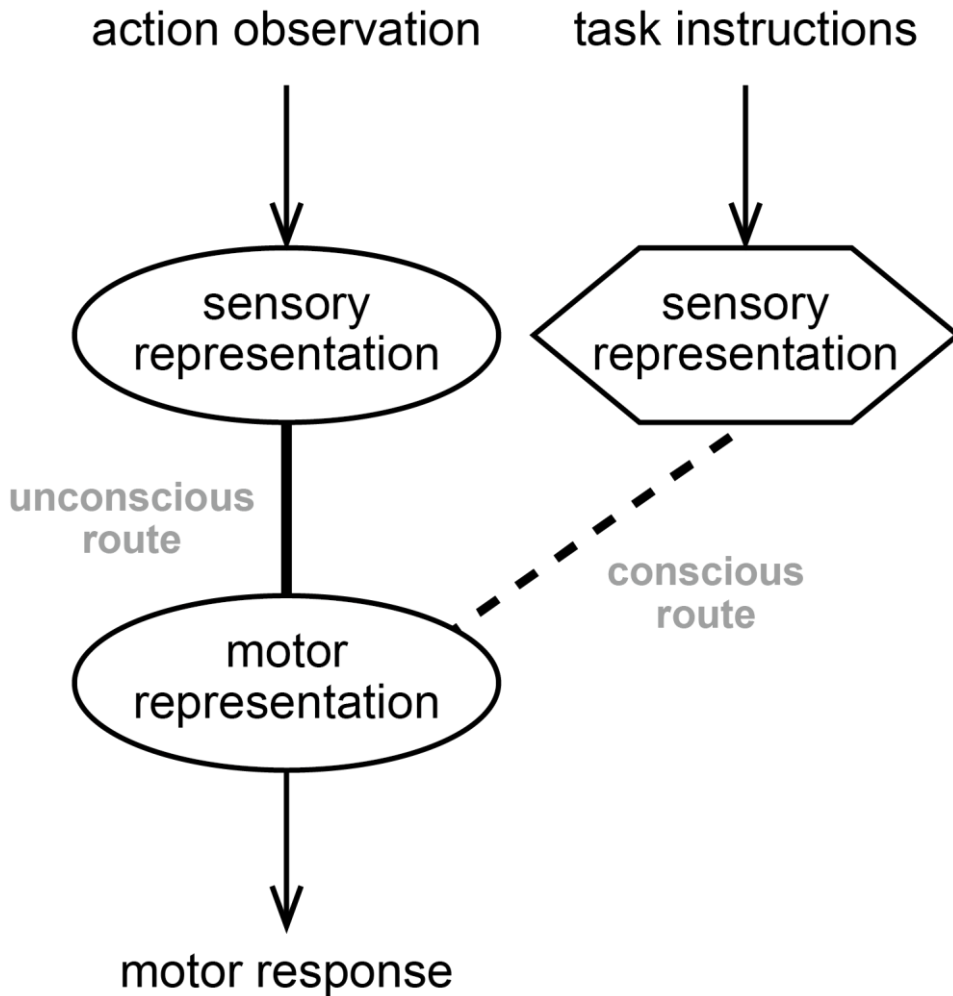 action observation
task instructions
sensory
representation
sensory
representation
unconscious
route
conscious
route
motor
representation
motor response